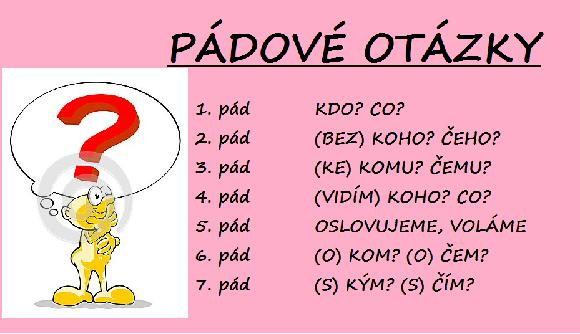 PÁDOVÉ OTÁZKY
?
1. pád KDO? CO?
2. pád (BEZ) KOHO? ČEHO?
3. pád (KE) KOMU? ČEMU?
4. pád (VIDÍM) KOHO? CO?
5. pád OSLOVUJEME, VOLÁME
6. pád (O) KOM? (O) ČEM?
7. pád (S) KÝM? (S) ČÍM?